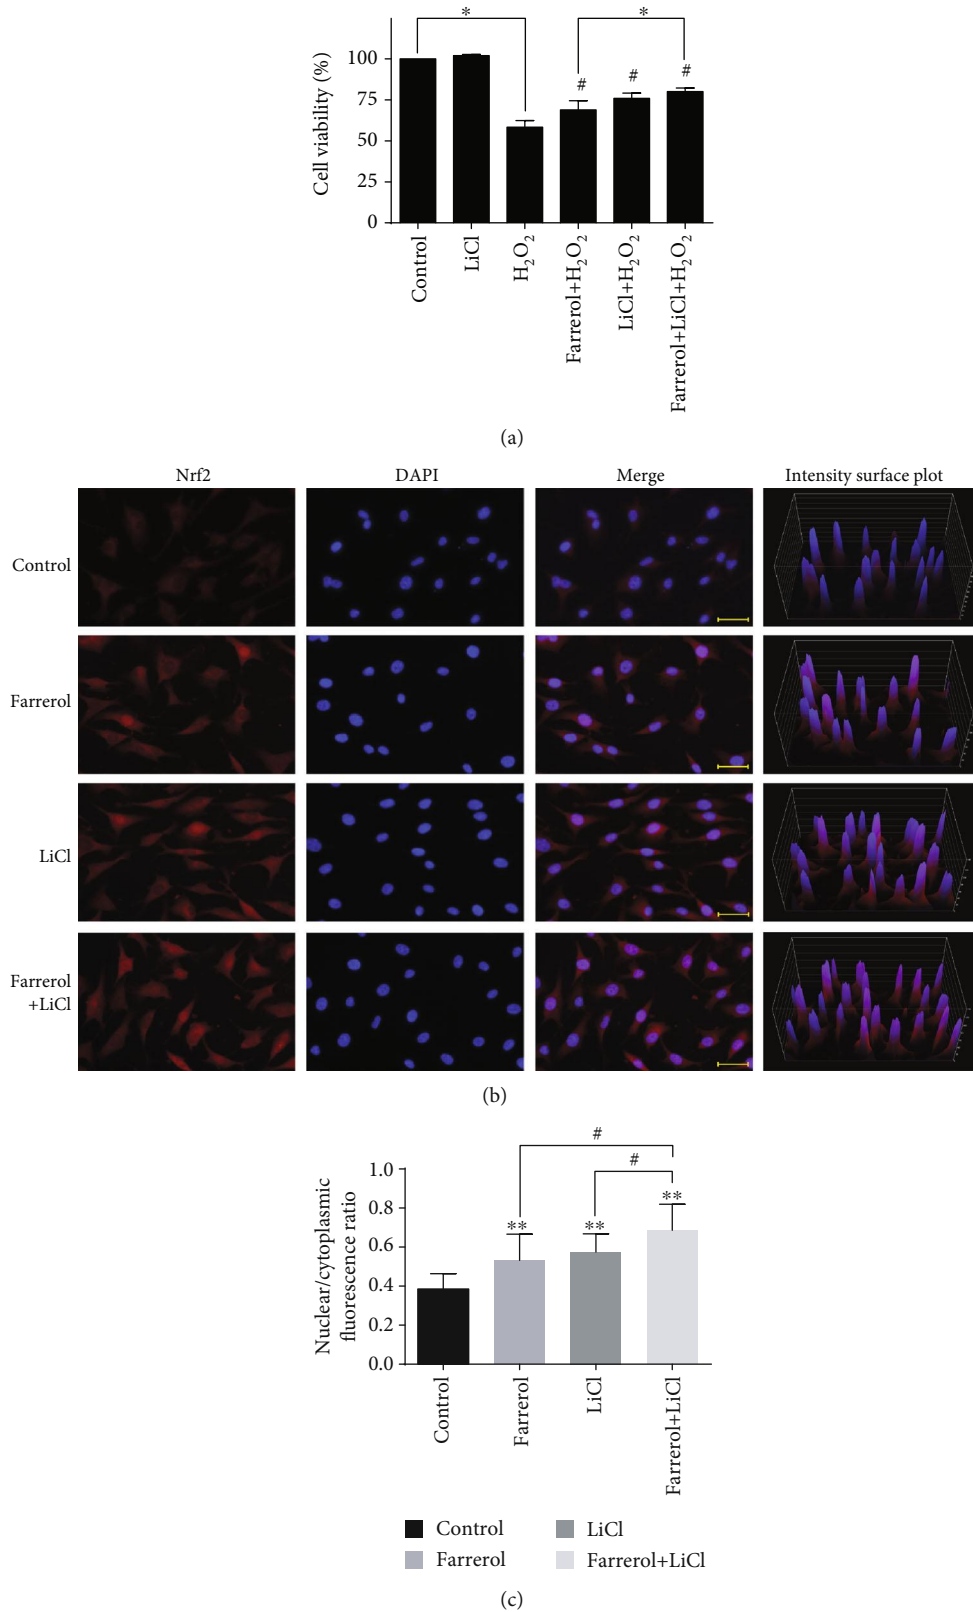 * *
# # #
Cell viability (%)
100
75
50
25
0
Control
LiCl
H₂O₂
Farrerol+H₂O₂
LiCl+H₂O₂
Farrerol+LiCl+H₂O₂
(a)
Nrf2 DAPI Merge Intensity surface plot
Control
Farrerol
LiCl
Farrerol
+LiCl
(b)
#
#
** ** **
Nuclear/cytoplasmic
fluorescence ratio
1.0
0.8
0.6
0.4
0.2
0.0
Control
Farrerol
LiCl
Farrerol+LiCl
Control LiCl
Farrerol Farrerol+LiCl
(c)